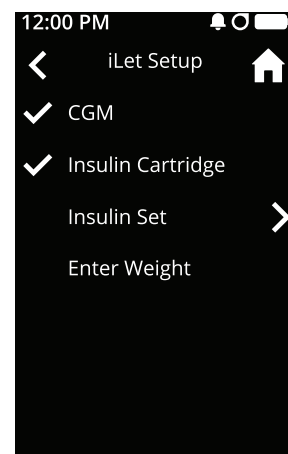 12:00 PM
iLet Setup
CGM
Insulin Cartridge
Insulin Set
Enter Weight